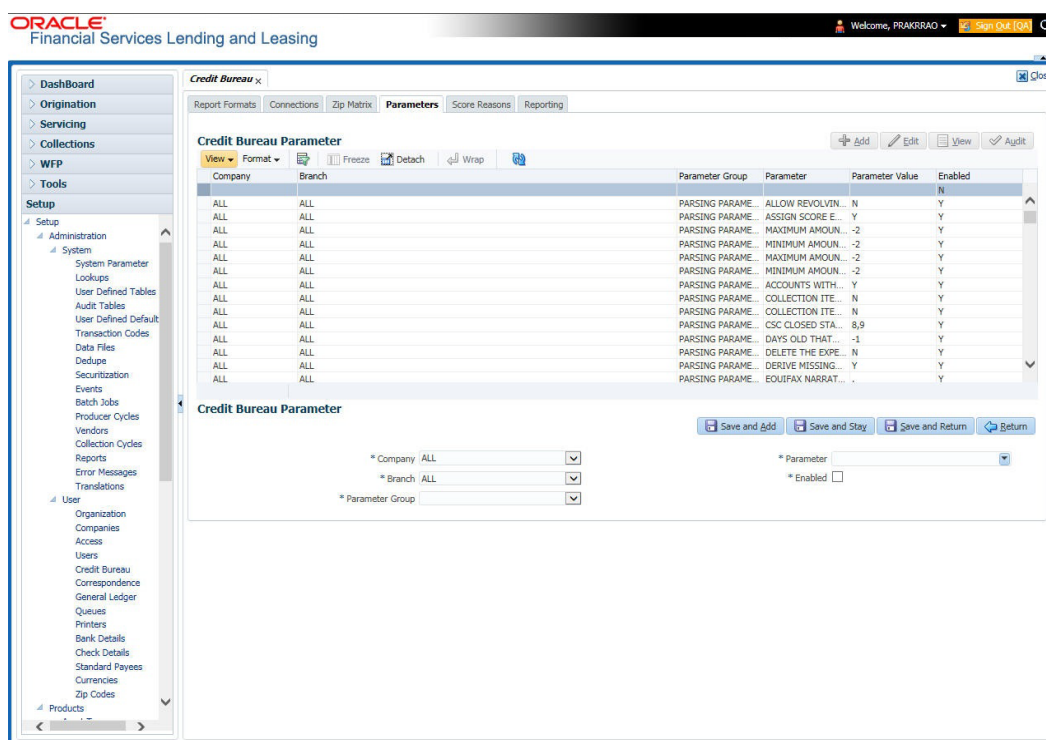 ORACLE
Financial Services Lending and Leasing
Welcome, PRAKRRAO
Sign Out [QA]
DashBoard
Origination
Servicing
Collections
WFP
Tools
Setup
Setup
Administration
System
System Parameter
Lookups
User Defined Tables
Audit Tables
User Defined Default
Transaction Codes
Data Files
Dedupe
Securitization
Events
Batch Jobs
Producer Cycles
Vendors
Collection Cycles
Reports
Error Messages
Translations
User
Organization
Companies
Access
Users
Credit Bureau
Correspondence
General Ledger
Queues
Printers
Bank Details
Check Details
Standard Payees
Currencies
Zip Codes
Products
Credit Bureau x
Clos
Report Formats Connections Zip Matrix Parameters Score Reasons Reporting
Credit Bureau Parameter
Add Edit View Audit
View Format Freeze Detach Wrap
Company Branch Parameter Group Parameter Parameter Value Enabled
N
ALL ALL PARSING PARAME... ALLOW REVOLVIN... N Y
ALL ALL PARSING PARAME... ASSIGN SCORE E... Y Y
ALL ALL PARSING PARAME... MAXIMUM AMOUN... -2 Y
ALL ALL PARSING PARAME... MINIMUM AMOUN... -2 Y
ALL ALL PARSING PARAME... MAXIMUM AMOUN... -2 Y
ALL ALL PARSING PARAME... MINIMUM AMOUN... -2 Y
ALL ALL PARSING PARAME... ACCOUNTS WITH... Y Y
ALL ALL PARSING PARAME... COLLECTION ITE... N Y
ALL ALL PARSING PARAME... COLLECTION ITE... N Y
ALL ALL PARSING PARAME... CSC CLOSED STA... 8,9 Y
ALL ALL PARSING PARAME... DAYS OLD THAT... -1 Y
ALL ALL PARSING PARAME... DELETE THE EXPE... N Y
ALL ALL PARSING PARAME... DERIVE MISSING... Y Y
ALL ALL PARSING PARAME... EQUIFAX NARRAT... , Y
Credit Bureau Parameter
Save and Add Save and Stay Save and Return Return
* Company ALL
* Parameter
* Branch ALL
* Enabled
* Parameter Group